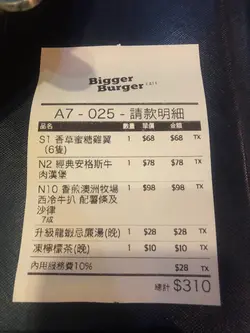 Bigger
Burger CAFE
A7 - 025 - 請款明細
品名 數量 單價 金額
S1 香草蜜糖雞翼 1 $68 $68 TX
(6隻)
N2 經典安格斯牛 1 $78 $78 TX
肉漢堡
N10 香煎澳洲牧場 1 $98 $98 TX
西冷牛扒 配薯條及
沙律
7成
升級龍蝦忌廉湯(晚) 1 $28 $28 TX
凍檸檬茶(晚) 1 $10 $10 TX
內用服務費10% $28 TX
總計 $310